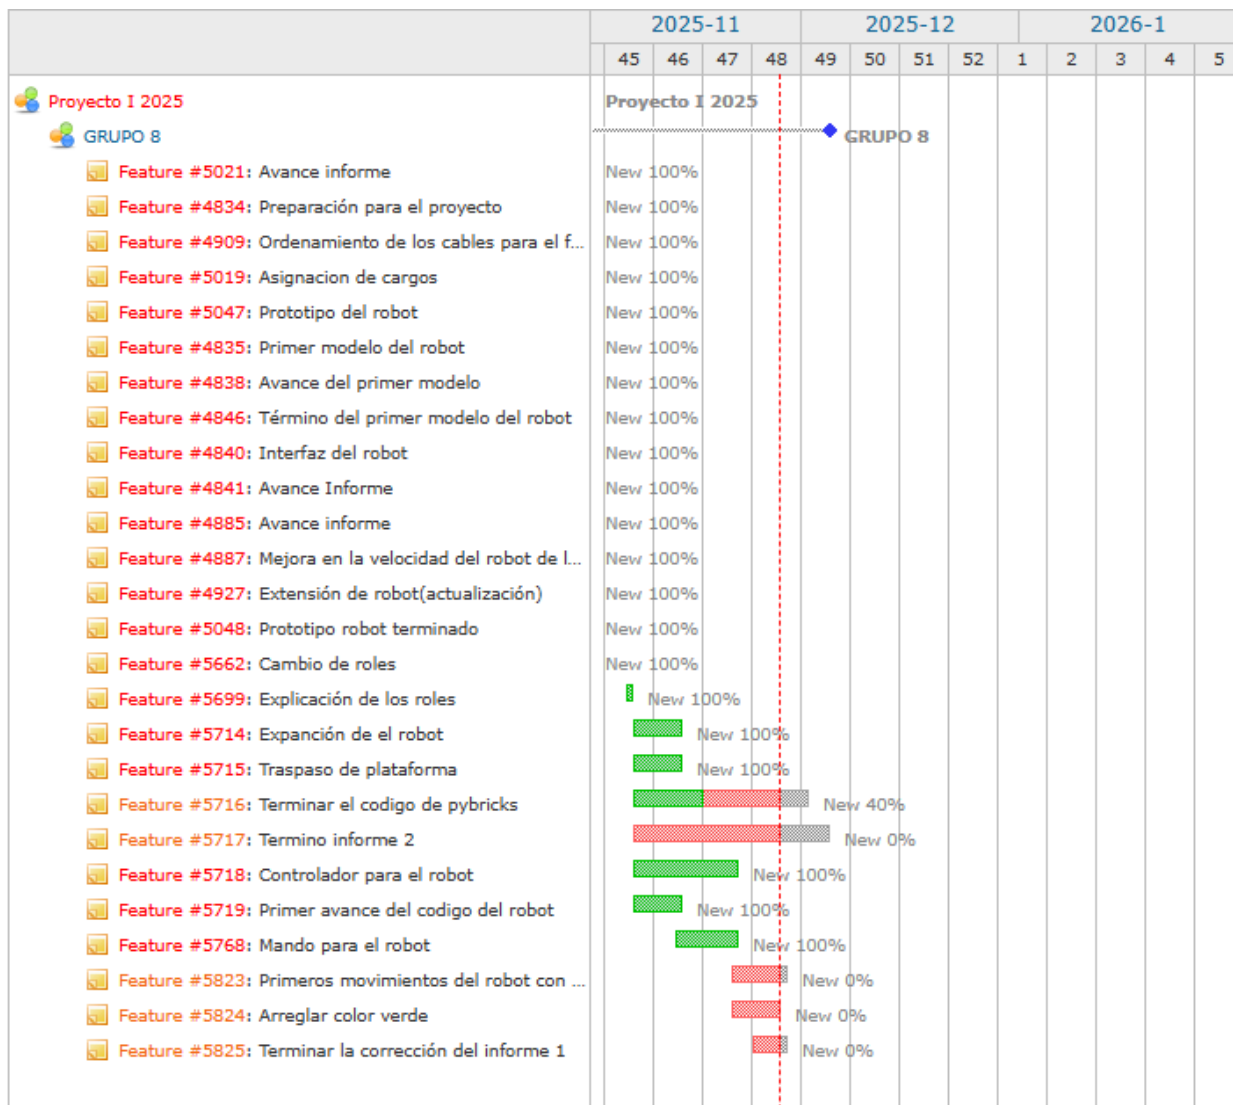 2025-11 2025-12 2026-1
45 46 47 48 49 50 51 52 1 2 3 4 5
Proyecto I 2025 Proyecto I 2025
GRUPO 8 GRUPO 8
Feature #5021: Avance informe New 100%
Feature #4834: Preparación para el proyecto New 100%
Feature #4909: Ordenamiento de los cables para el f... New 100%
Feature #5019: Asignacion de cargos New 100%
Feature #5047: Prototipo del robot New 100%
Feature #4835: Primer modelo del robot New 100%
Feature #4838: Avance del primer modelo New 100%
Feature #4846: Término del primer modelo del robot New 100%
Feature #4840: Interfaz del robot New 100%
Feature #4841: Avance Informe New 100%
Feature #4885: Avance informe New 100%
Feature #4887: Mejora en la velocidad del robot de l... New 100%
Feature #4927: Extensión de robot(actualización) New 100%
Feature #5048: Prototipo robot terminado New 100%
Feature #5662: Cambio de roles New 100%
Feature #5699: Explicación de los roles New 100%
Feature #5714: Expanción de el robot New 100%
Feature #5715: Traspaso de plataforma New 100%
Feature #5716: Terminar el codigo de pybricks New 40%
Feature #5717: Termino informe 2 New 0%
Feature #5718: Controlador para el robot New 100%
Feature #5719: Primer avance del codigo del robot New 100%
Feature #5768: Mando para el robot New 100%
Feature #5823: Primeros movimientos del robot con ... New 0%
Feature #5824: Arreglar color verde New 0%
Feature #5825: Terminar la corrección del informe 1 New 0%